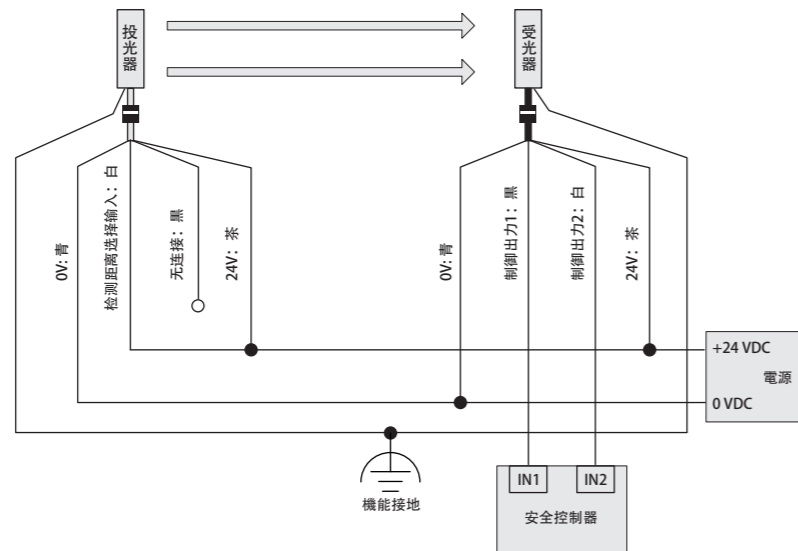 投光器
受光器
0V: 青
检测距离选择输入：白
无连接：黑
24V：茶
0V: 青
制御出力1：黒
制御出力2：白
24V：茶
+24 VDC
電源
0 VDC
機能接地
IN1
IN2
安全控制器